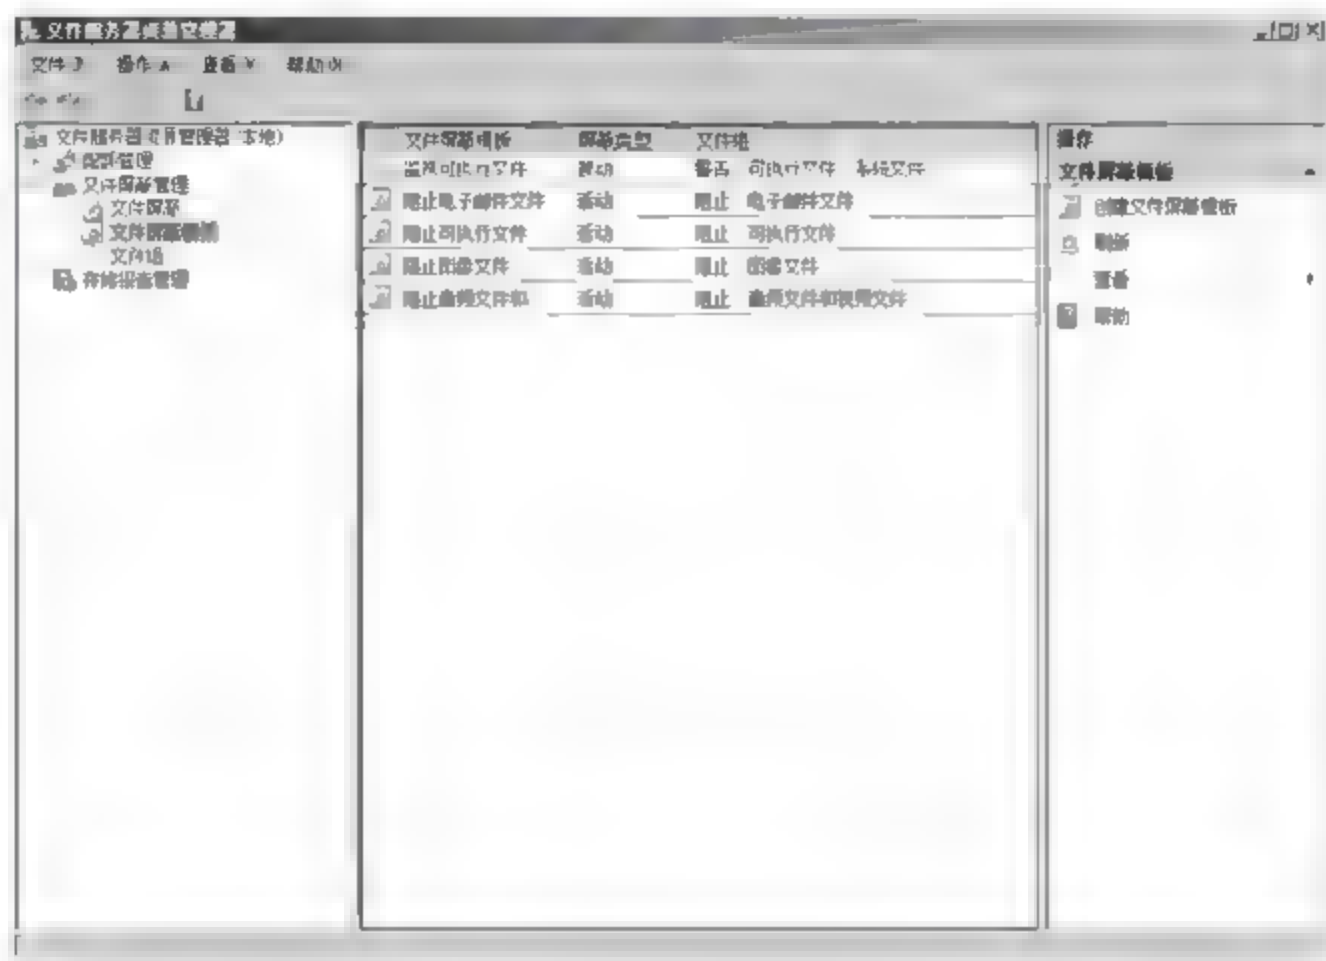 文件服务器资源管理器
文件 操作 查看 帮助
文件服务器资源管理器 本地)
配额管理
文件屏蔽管理
文件屏蔽
文件屏蔽模板
文件组
存储报告管理
文件屏蔽模板 屏蔽类型 文件组
监视可执行文件 被动 警告 可执行文件 系统文件
阻止电子邮件文件 活动 阻止 电子邮件文件
阻止可执行文件 活动 阻止 可执行文件
阻止图像文件 活动 阻止 图像文件
阻止音频文件和 活动 阻止 音频文件和视频文件
操作
文件屏蔽模板
创建文件屏蔽模板
刷新
查看
帮助